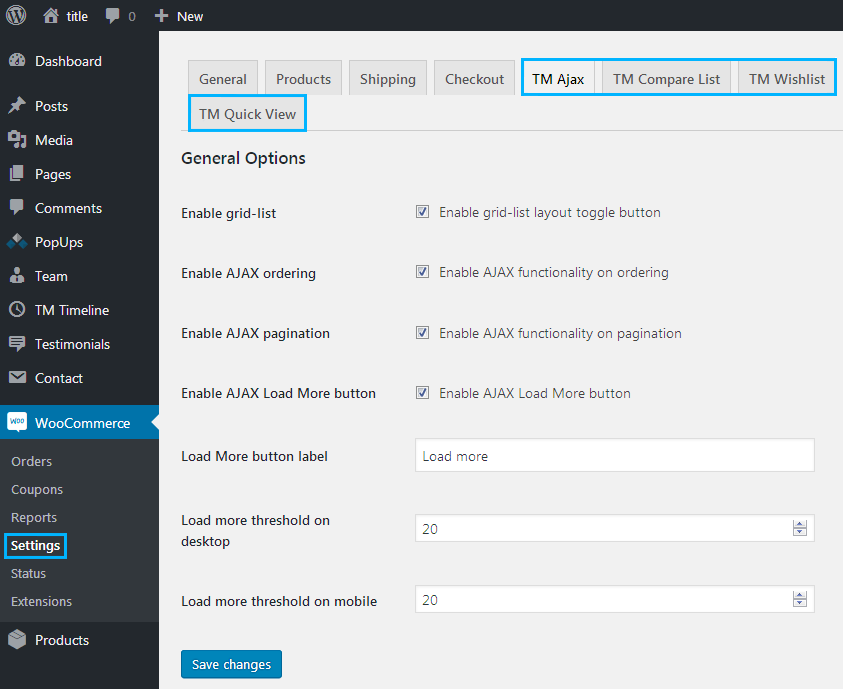 title 0 New
Dashboard
Posts
Media
Pages
Comments
PopUps
Team
TM Timeline
Testimonials
Contact
woo WooCommerce
Orders
Coupons
Reports
Settings
Status
Extensions
Products
General Products Shipping Checkout TM Ajax TM Compare List TM Wishlist
TM Quick View
General Options
Enable grid-list Enable grid-list layout toggle button
Enable AJAX ordering Enable AJAX functionality on ordering
Enable AJAX pagination Enable AJAX functionality on pagination
Enable AJAX Load More button Enable AJAX Load More button
Load More button label Load more
Load more threshold on
desktop 20
Load more threshold on mobile 20
Save changes